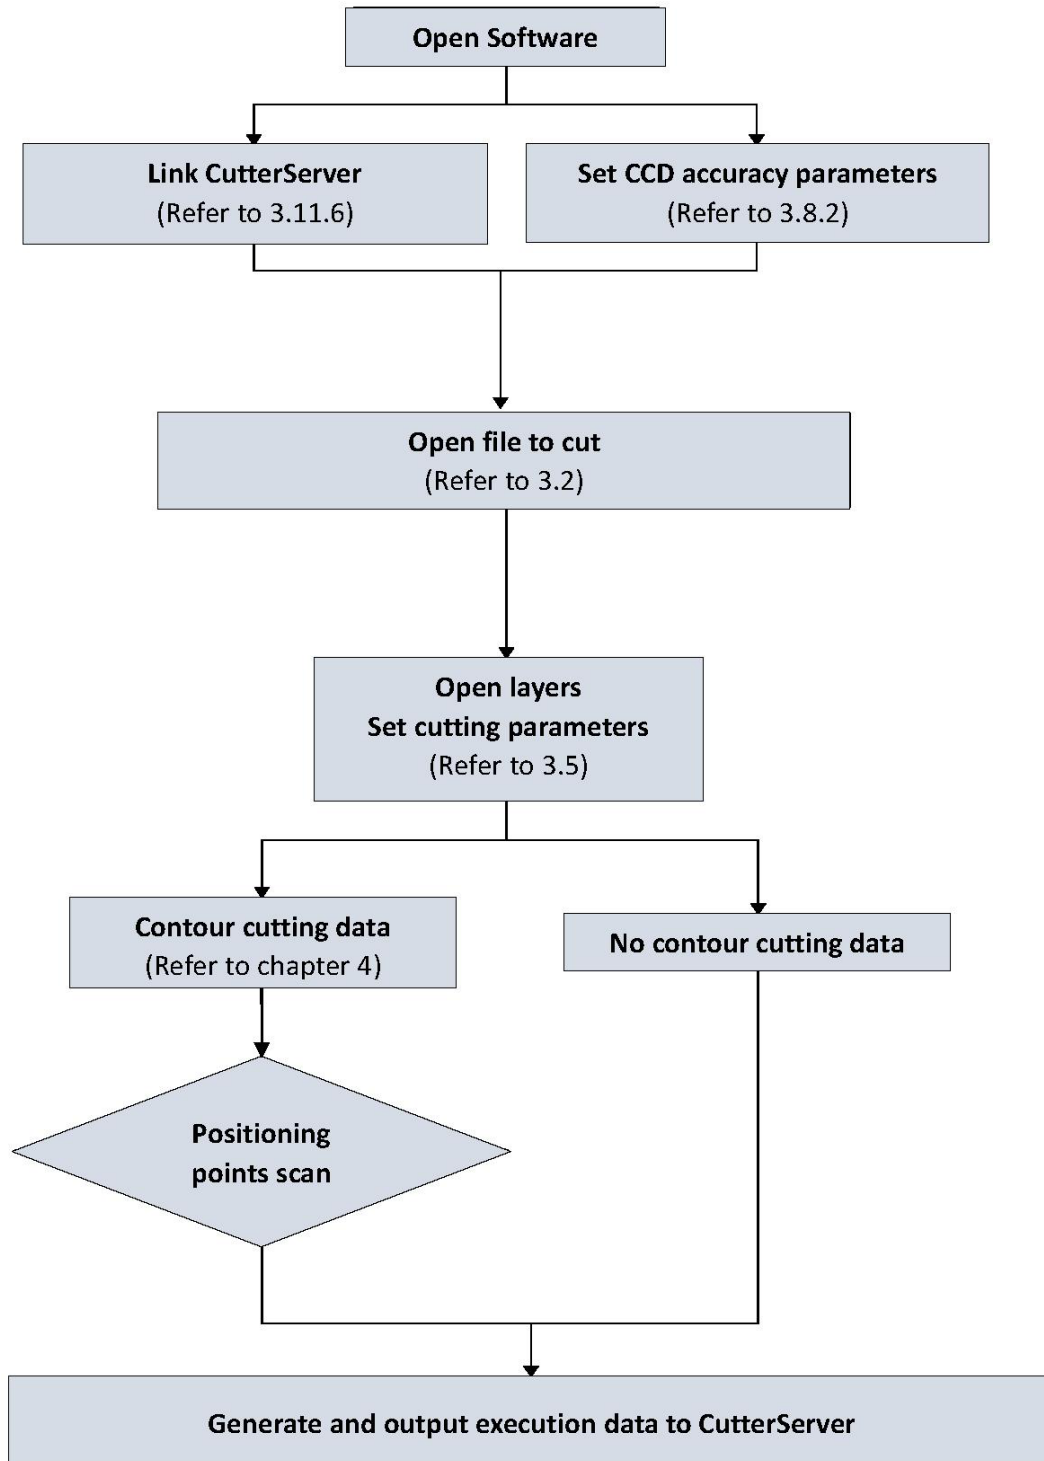 Open Software
Link CutterServer
(Refer to 3.11.6)
Set CCD accuracy parameters
(Refer to 3.8.2)
Open file to cut
(Refer to 3.2)
Open layers
Set cutting parameters
(Refer to 3.5)
Contour cutting data
(Refer to chapter 4)
No contour cutting data
Positioning
points scan
Generate and output execution data to CutterServer